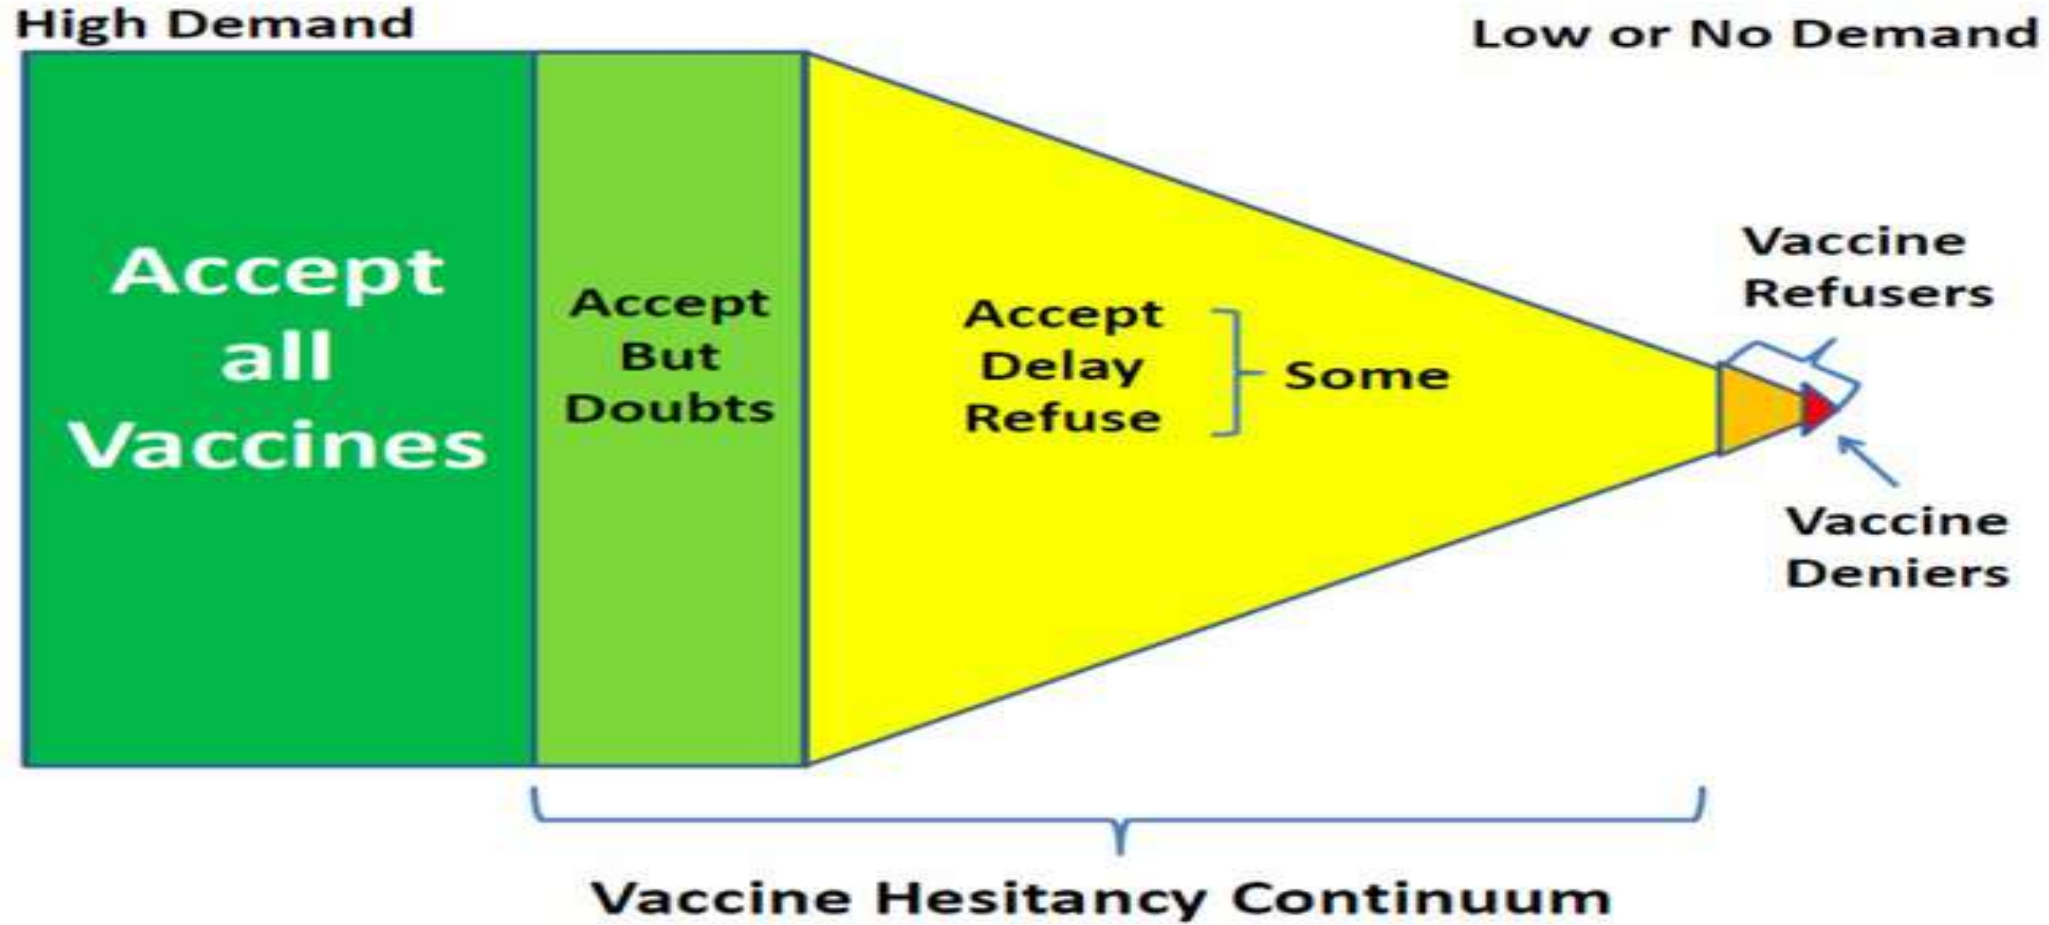 High Demand
Low or No Demand
Accept
all
Vaccines
Accept
But
Doubts
Accept
Delay
Refuse
Some
Vaccine
Refusers
Vaccine
Deniers
Vaccine Hesitancy Continuum